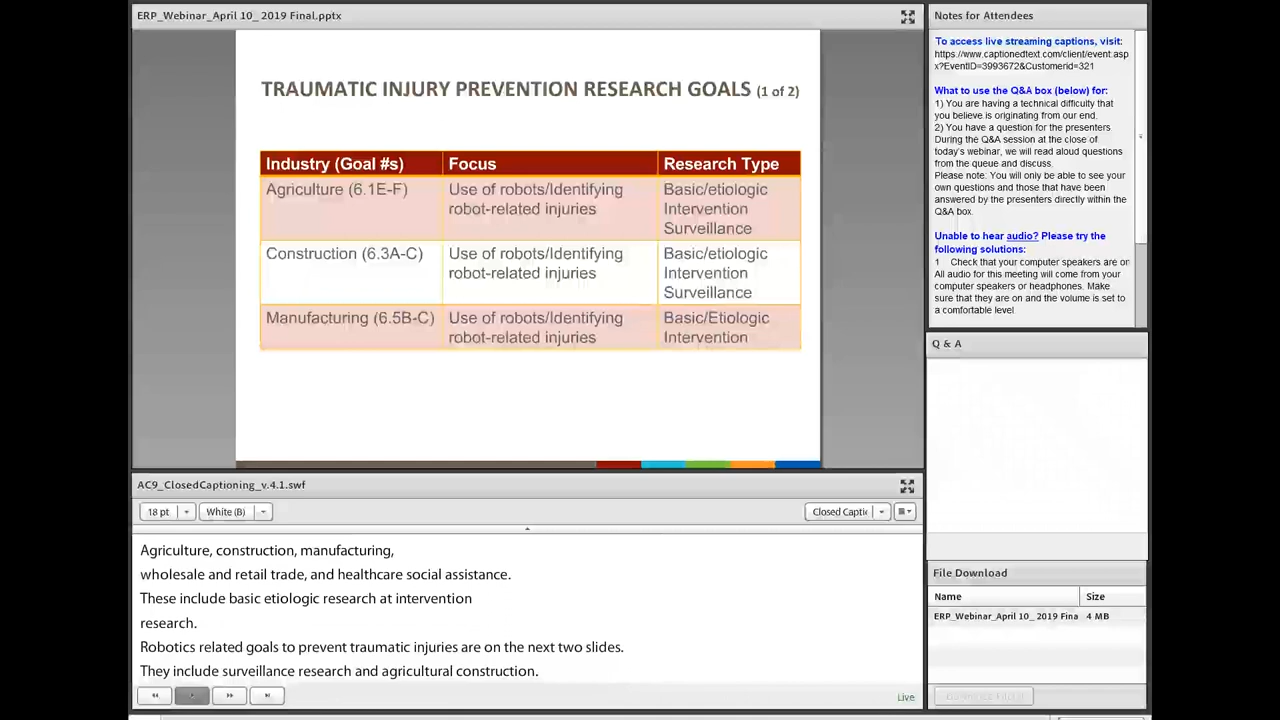 ERP_Webinar_April 10_ 2019 Final.pptx
TRAUMATIC INJURY PREVENTION RESEARCH GOALS (1 of 2)
Industry (Goal #s) Focus Research Type
Agriculture (6.1E-F) Use of robots/Identifying Basic/etiologic
robot-related injuries Intervention
Surveillance
Construction (6.3A-C) Use of robots/Identifying Basic/etiologic
robot-related injuries Intervention
Surveillance
Manufacturing (6.5B-C) Use of robots/Identifying Basic/Etiologic
robot-related injuries Intervention
AC9_ClosedCaptioning_v.4.1.swf
18 pt White (B) Closed Capti
Agriculture, construction, manufacturing,
wholesale and retail trade, and healthcare social assistance.
These include basic etiologic research at intervention
research.
Robotics related goals to prevent traumatic injuries are on the next two slides.
They include surveillance research and agricultural construction.
Live
Notes for Attendees
To access live streaming captions, visit:
https://www.captionedtext.com/client/event.asp
x?EventID=3993672&Customerid=321
What to use the Q&A box (below) for:
1) You are having a technical difficulty that
you believe is originating from our end.
2) You have a question for the presenters
During the Q&A session at the close of
today's webinar, we will read aloud questions
from the queue and discuss.
Please note: You will only be able to see your
own questions and those that have been
answered by the presenters directly within the
Q&A box.
Unable to hear audio? Please try the
following solutions:
1 Check that your computer speakers are on
All audio for this meeting will come from your
computer speakers or headphones. Make
sure that they are on and the volume is set to
a comfortable level
Q & A
File Download
Name Size
ERP_Webinar_April 10_ 2019 Fina 4 MB